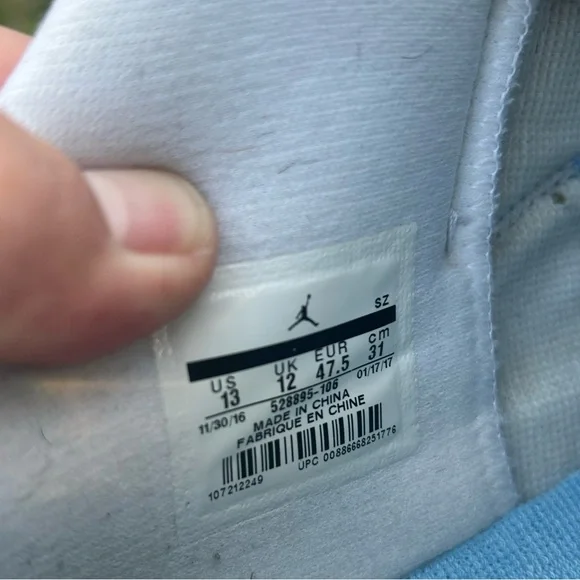 SZ
US UK EUR cm
13 12 47.5 31
11/30/16 528895-106 01/17/17
MADE IN CHINA
FABRIQUE EN CHINE
107212249 UPC 00886668251776